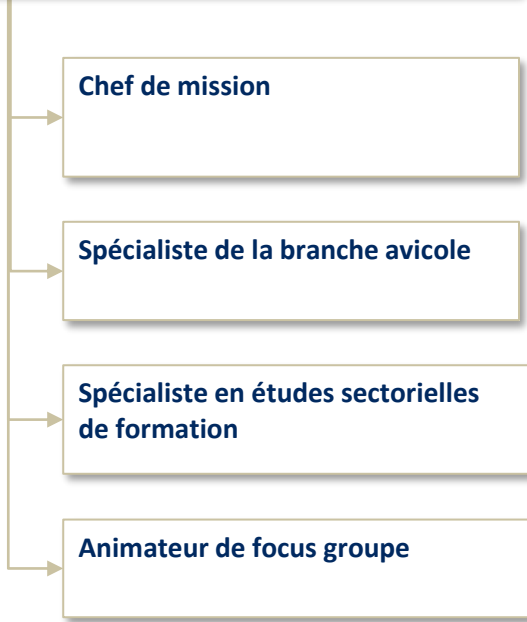 Chef de mission
Spécialiste de la branche avicole
Spécialiste en études sectorielles
de formation
Animateur de focus groupe